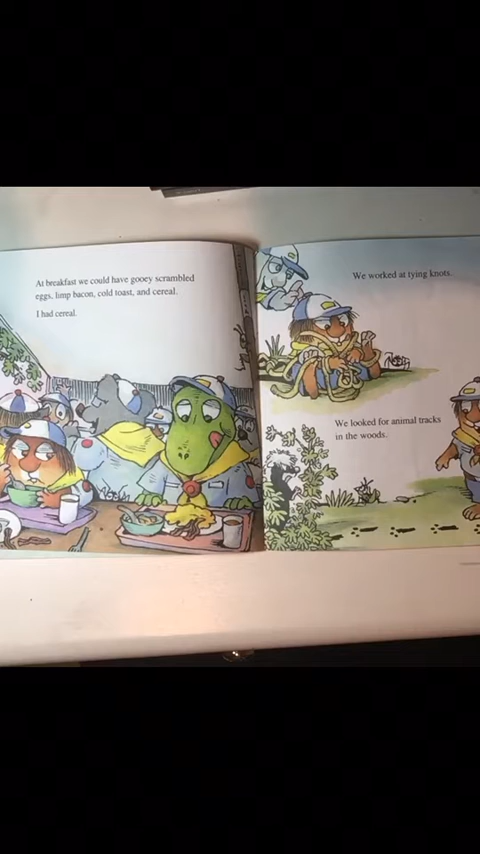 At breakfast we could have gooey scrambled
eggs, limp bacon, cold toast, and cereal.
I had cereal.
We worked at tying knots.
We looked for animal tracks
in the woods.